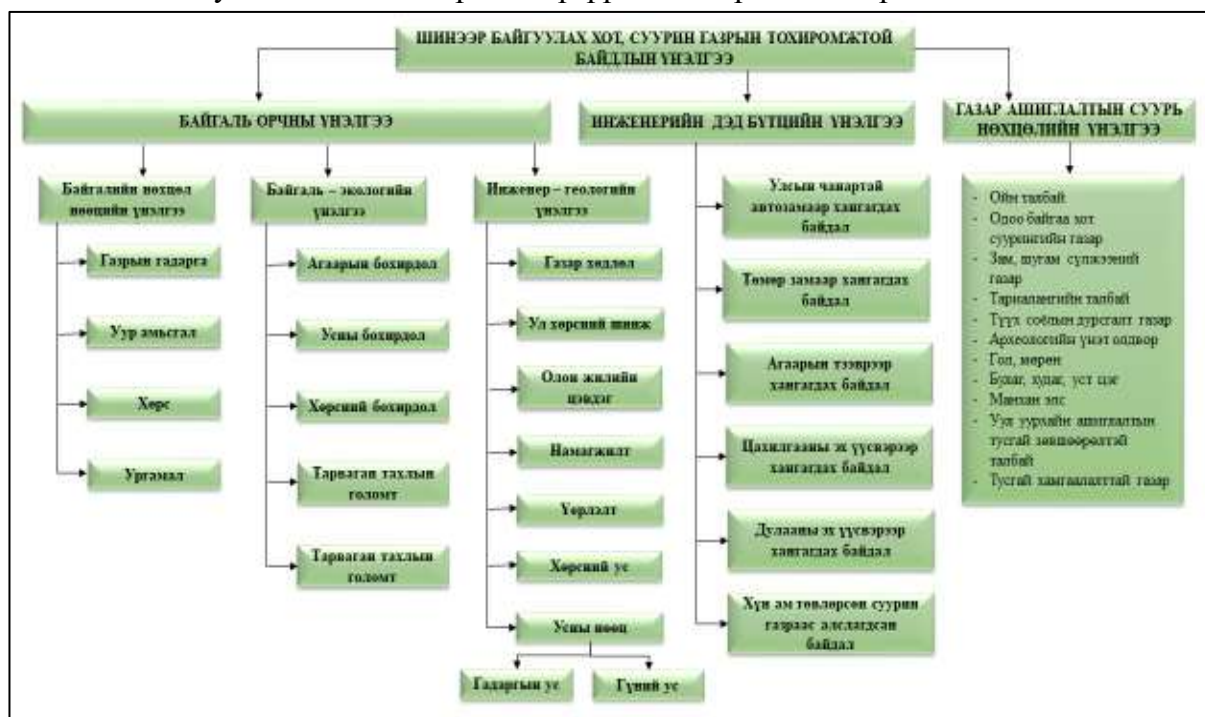 ШИНЭЭР БАЙГУУЛАХ ХОТ, СУУРИН ГАЗРЫН ТОХИРОМЖТОЙ
БАЙДЛЫН ҮНЭЛГЭЭ
БАЙГАЛЬ ОРЧНЫ ҮНЭЛГЭЭ
Байгалийн нөхцөл
нөөцийн үнэлгээ
Газрын гадарга
Уур амьсгал
Хөрс
Ургамал
Байгаль – экологийн
үнэлгээ
Агаарын бохирдол
Усны бохирдол
Хөрсний бохирдол
Тарваган тахлын
голомт
Тарваган тахлын
голомт
Инженер – геологийн
үнэлгээ
Газар хөдлөл
Ул хөрсний шинж
Олон жилийн
цэвдэг
Намагжилт
Үерлэлт
Хөрсний ус
Усны нөөц
Гадаргын ус
Гүний ус
ИНЖЕНЕРИЙН ДЭД БҮТЦИЙН ҮНЭЛГЭЭ
Улсын чанартай
автозамаар хангагдах
байдал
Төмөр замаар хангагдах
байдал
Агаарын тээврээр
хангагдах байдал
Цахилгааны эх үүсвэрээр
хангагдах байдал
Дулааны эх үүсвэрээр
хангагдах байдал
Хүн ам төвлөрсөн суурин
газраас алслагдсан
байдал
ГАЗАР АШИГЛАЛТЫН СУУРЬ
НӨХЦӨЛИЙН ҮНЭЛГЭЭ
- Ойн талбай
- Одоо байгаа хот
суурингийн газар
- Зам, шугам сүлжээний
газар
- Тариалангийн талбай
- Түүх соёлын дурсгалт газар
- Археологийн үнэт олдвор
- Гол, мөрөн
- Булаг, худаг, уст цэг
- Манхан элс
- Уул уурхайн ашиглалтын
тусгай зөвшөөрөлтэй
талбай
- Тусгай хамгаалалттай газар